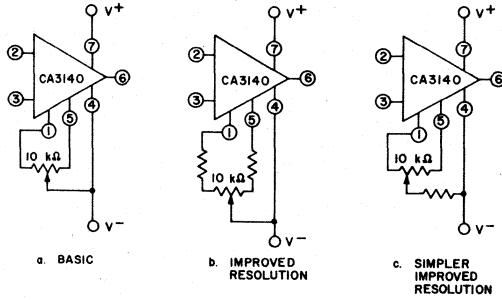 V+
7
2
CA3140
6
3
4
5
1
10 kΩ
V−
a. BASIC
V+
7
2
CA3140
6
3
4
5
1
10 kΩ
V−
b. IMPROVED
RESOLUTION
V+
7
2
CA3140
6
3
4
5
1
10 kΩ
V−
c. SIMPLER
IMPROVED
RESOLUTION